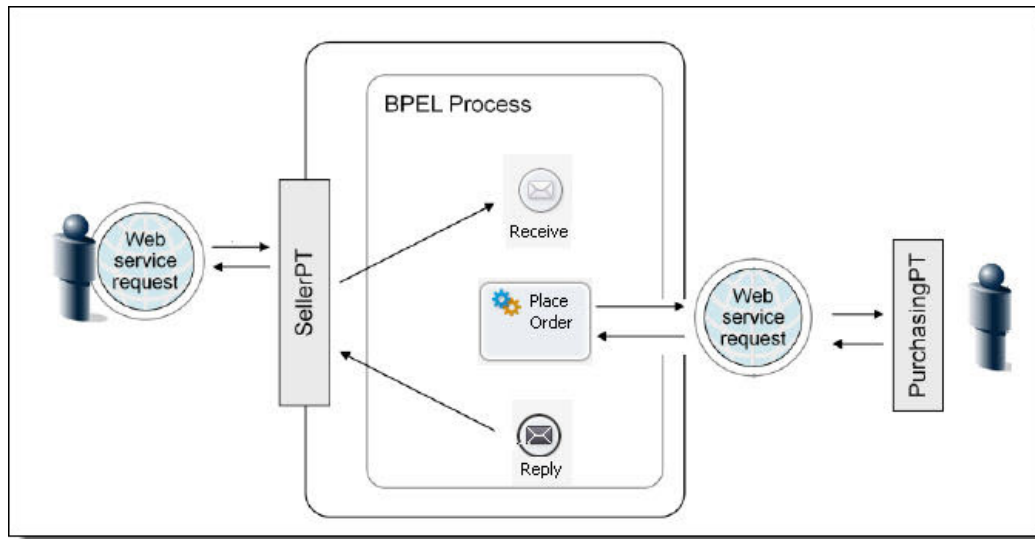 BPEL Process
Web
service
request
SellerPT
Receive
Place
Order
Reply
Web
service
request
PurchasingPT